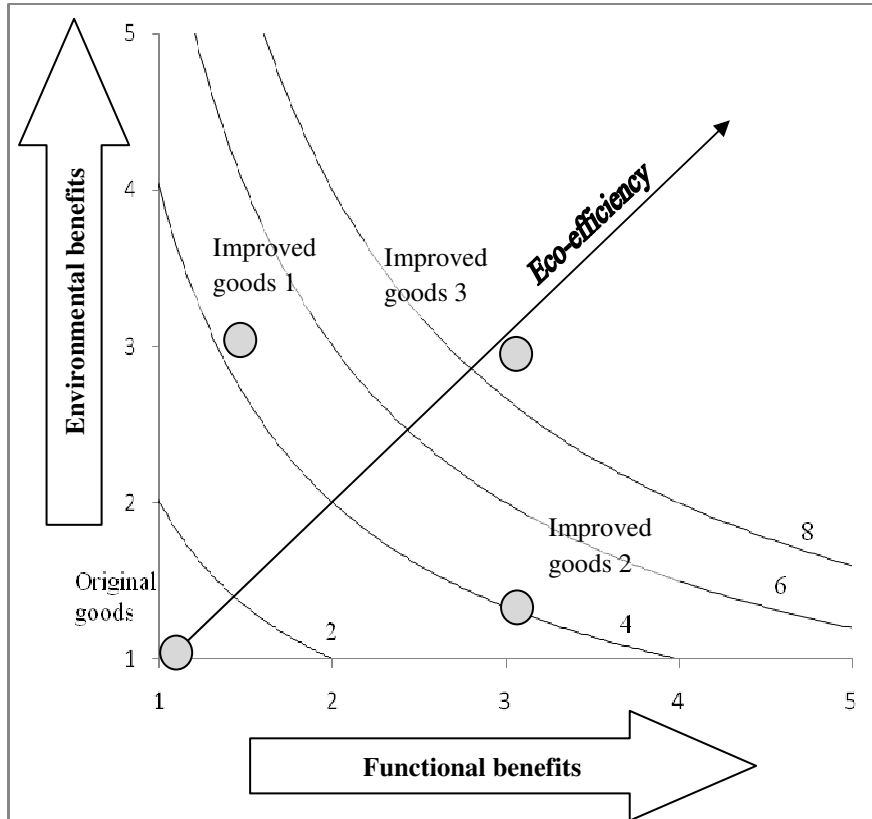 5
4
3
2
1
Environmental benefits
Improved
goods 1
Improved
goods 3
Eco-efficiency
Improved
goods 2
Original
goods
2
4
6
8
1
2
3
4
5
Functional benefits